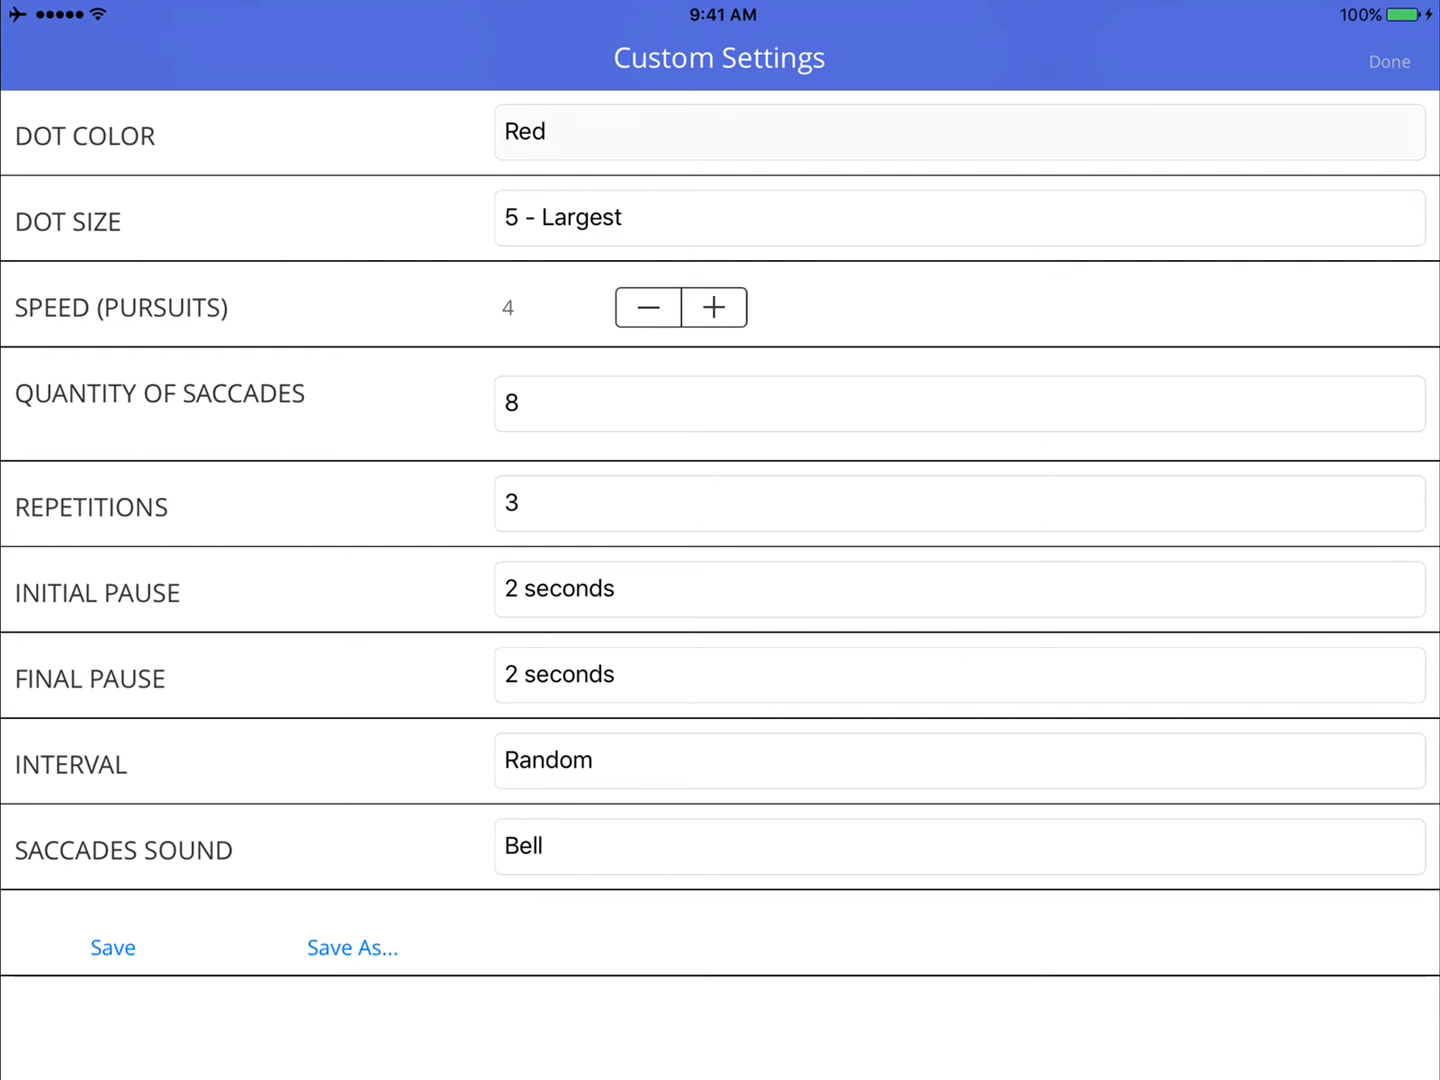 9:41 AM
100%
Custom Settings
Done
DOT COLOR
Red
DOT SIZE
5 - Largest
SPEED (PURSUITS)
4
QUANTITY OF SACCADES
8
REPETITIONS
3
INITIAL PAUSE
2 seconds
FINAL PAUSE
2 seconds
INTERVAL
Random
SACCADES SOUND
Bell
Save
Save As...